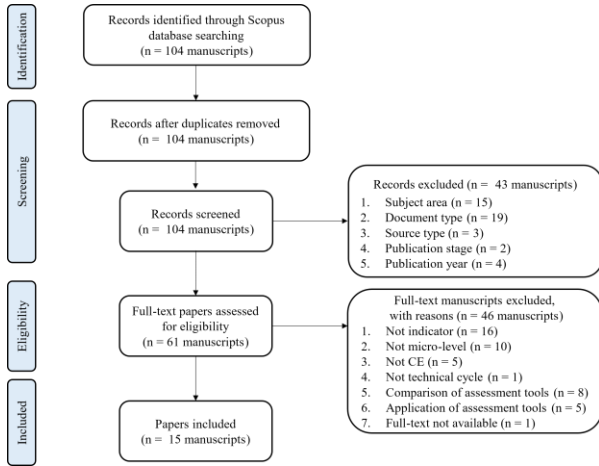 Identification
Records identified through Scopus
database searching
(n = 104 manuscripts)
Screening
Records after duplicates removed
(n = 104 manuscripts)
Records screened
(n = 104 manuscripts)
Records excluded (n = 43 manuscripts)
1. Subject area (n = 15)
2. Document type (n = 19)
3. Source type (n = 3)
4. Publication stage (n = 2)
5. Publication year (n = 4)
Eligibility
Full-text papers assessed
for eligibility
(n = 61 manuscripts)
Full-text manuscripts excluded,
with reasons (n = 46 manuscripts)
1. Not indicator (n = 16)
2. Not micro-level (n = 10)
3. Not CE (n = 5)
4. Not technical cycle (n = 1)
5. Comparison of assessment tools (n = 8)
6. Application of assessment tools (n = 5)
7. Full-text not available (n = 1)
Included
Papers included
(n = 15 manuscripts)